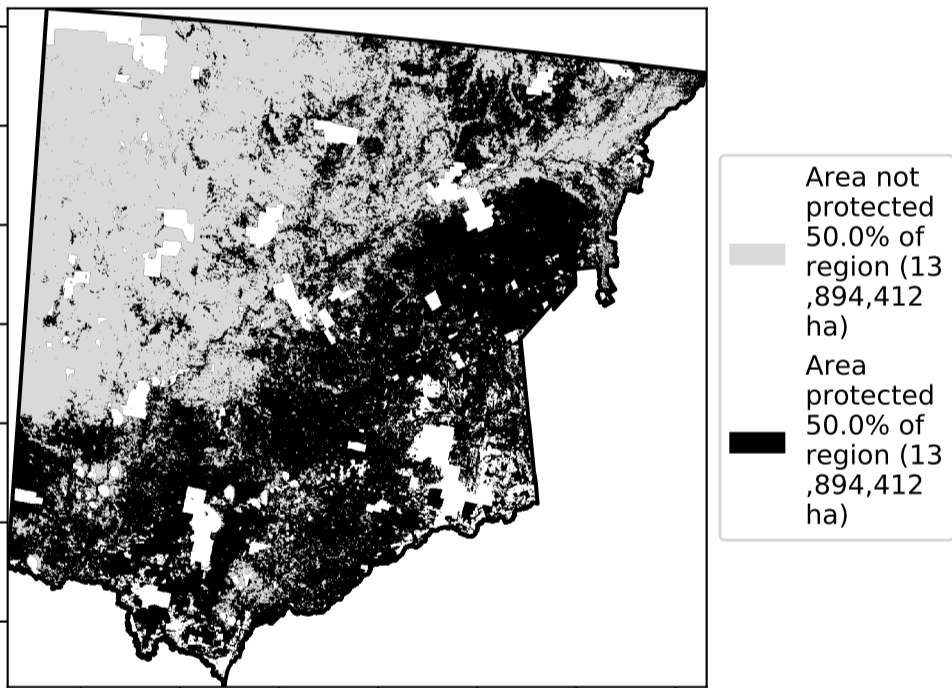 Area not
protected
50.0% of
region (13
,894,412
ha)
Area
protected
50.0% of
region (13
,894,412
ha)